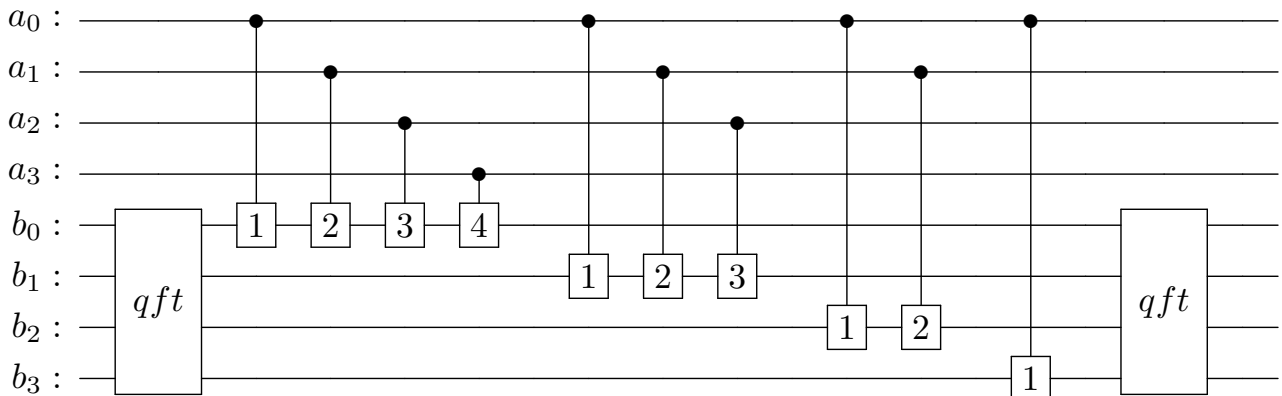 a₀ :
a₁ :
a₂ :
a₃ :
b₀ : 1 2 3 4
b₁ : 1 2 3
qft qft
b₂ : 1 2
b₃ : 1